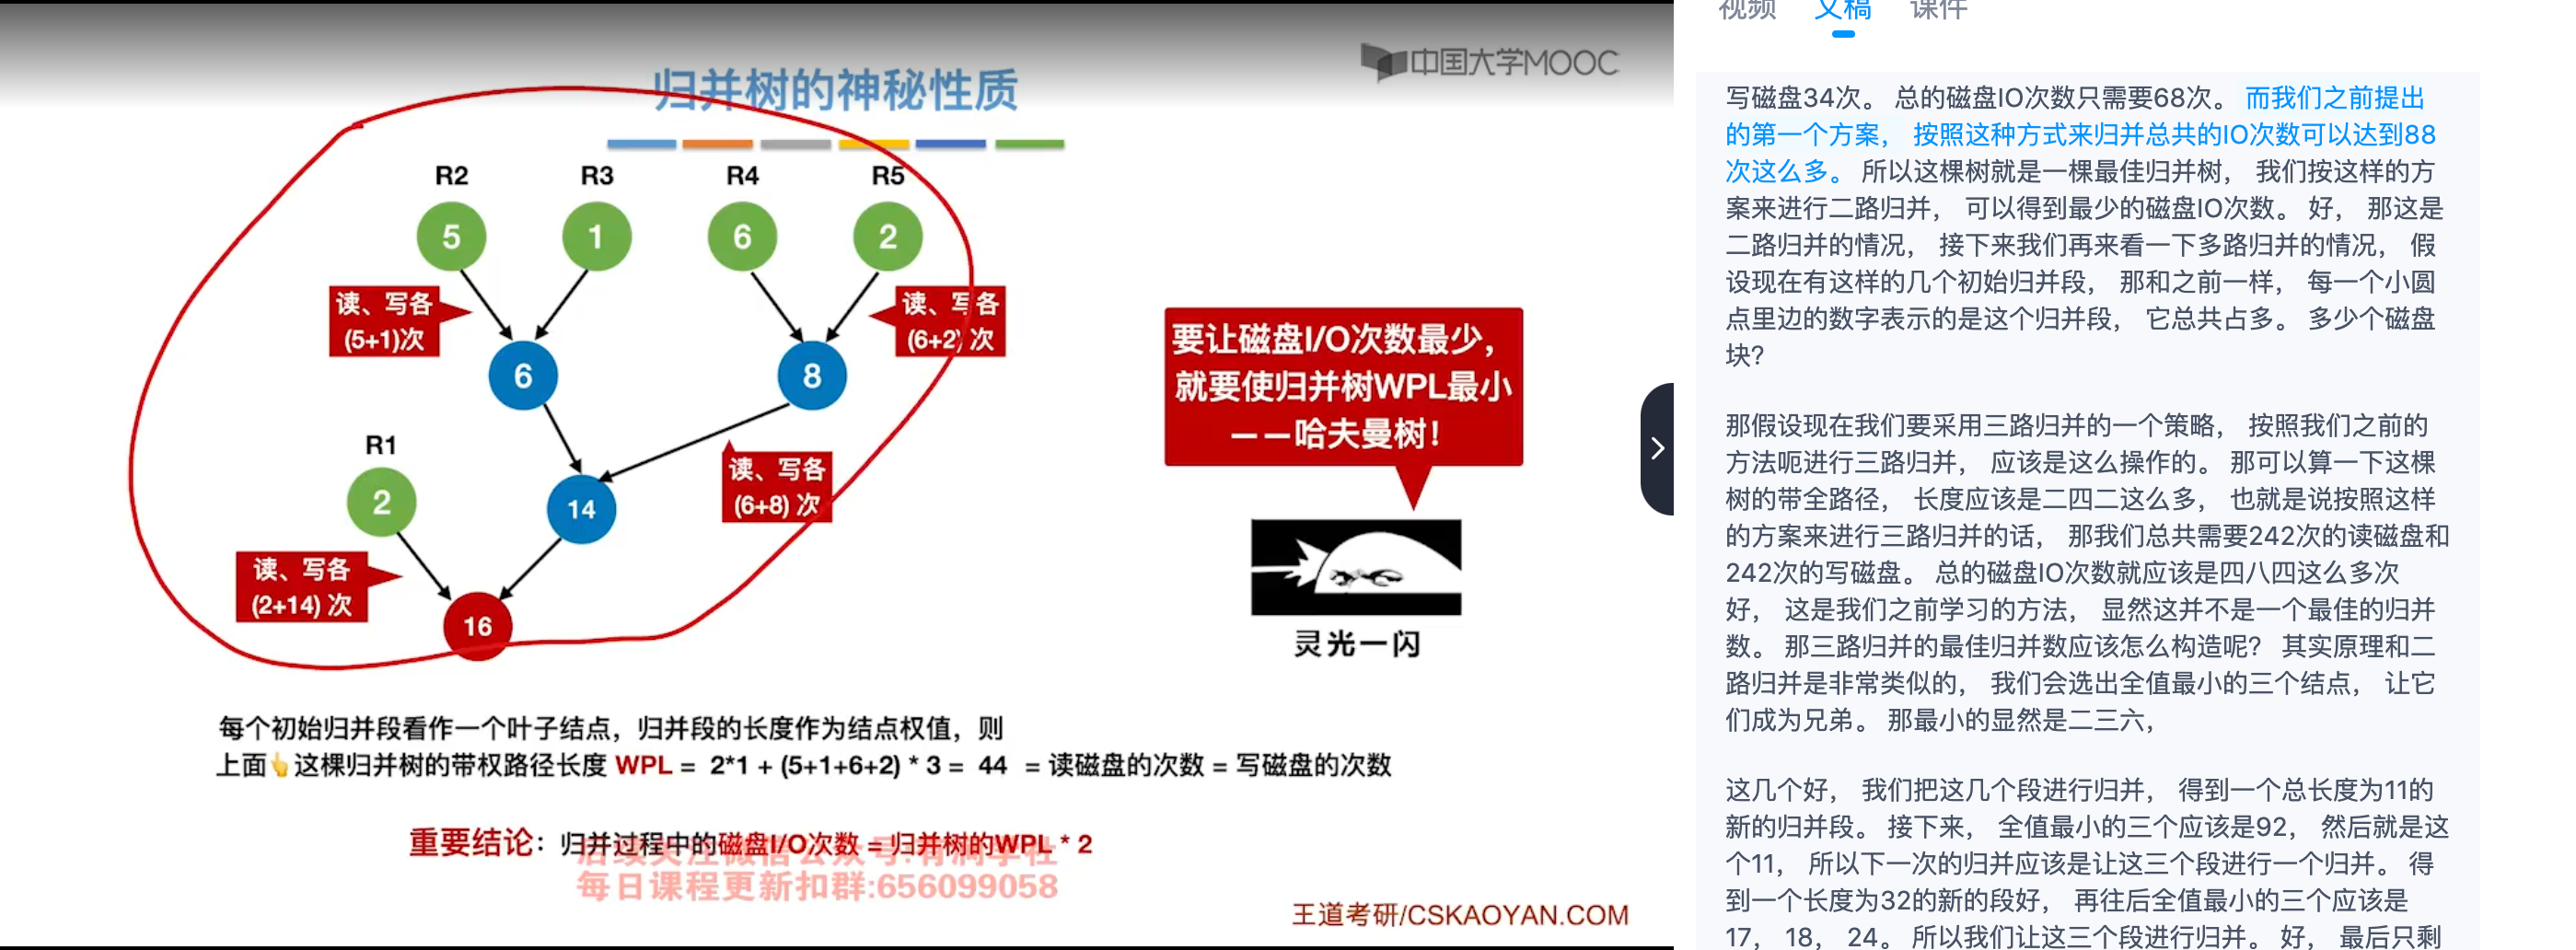 中国大学MOOC
归并树的神秘性质
R2
R3
R4
R5
5
1
6
2
读、写各
(5+1)次
读、写各
(6+2) 次
6
8
R1
2
14
读、写各
(6+8) 次
读、写各
(2+14) 次
16
要让磁盘I/O次数最少，
就要使归并树WPL最小
——哈夫曼树！
灵光一闪
每个初始归并段看作一个叶子结点，归并段的长度作为结点权值，则
上面👆这棵归并树的带权路径长度 WPL = 2*1 + (5+1+6+2) * 3 = 44 = 读磁盘的次数 = 写磁盘的次数
重要结论：归并过程中的磁盘I/O次数 = 归并树的WPL * 2
每日课程更新扣群:656099058
王道考研/CSKAOYAN.COM
视频 文稿 课件
写磁盘34次。 总的磁盘IO次数只需要68次。 而我们之前提出
的第一个方案， 按照这种方式来归并总共的IO次数可以达到88
次这么多。 所以这棵树就是一棵最佳归并树， 我们按这样的方
案来进行二路归并， 可以得到最少的磁盘IO次数。 好， 那这是
二路归并的情况， 接下来我们再来看一下多路归并的情况， 假
设现在有这样的几个初始归并段， 那和之前一样， 每一个小圆
点里边的数字表示的是这个归并段， 它总共占多。 多少个磁盘
块?
那假设现在我们要采用三路归并的一个策略， 按照我们之前的
方法呃进行三路归并， 应该是这么操作的。 那可以算一下这棵
树的带全路径， 长度应该是二四二这么多， 也就是说按照这样
的方案来进行三路归并的话， 那我们总共需要242次的读磁盘和
242次的写磁盘。 总的磁盘IO次数就应该是四八四这么多次
好， 这是我们之前学习的方法， 显然这并不是一个最佳的归并
数。 那三路归并的最佳归并数应该怎么构造呢? 其实原理和二
路归并是非常类似的， 我们会选出全值最小的三个结点， 让它
们成为兄弟。 那最小的显然是二三六，
这几个好， 我们把这几个段进行归并， 得到一个总长度为11的
新的归并段。 接下来， 全值最小的三个应该是92， 然后就是这
个11， 所以下一次的归并应该是让这三个段进行一个归并。 得
到一个长度为32的新的段好， 再往后全值最小的三个应该是
17， 18， 24。 所以我们让这三个段进行归并。 好， 最后只剩